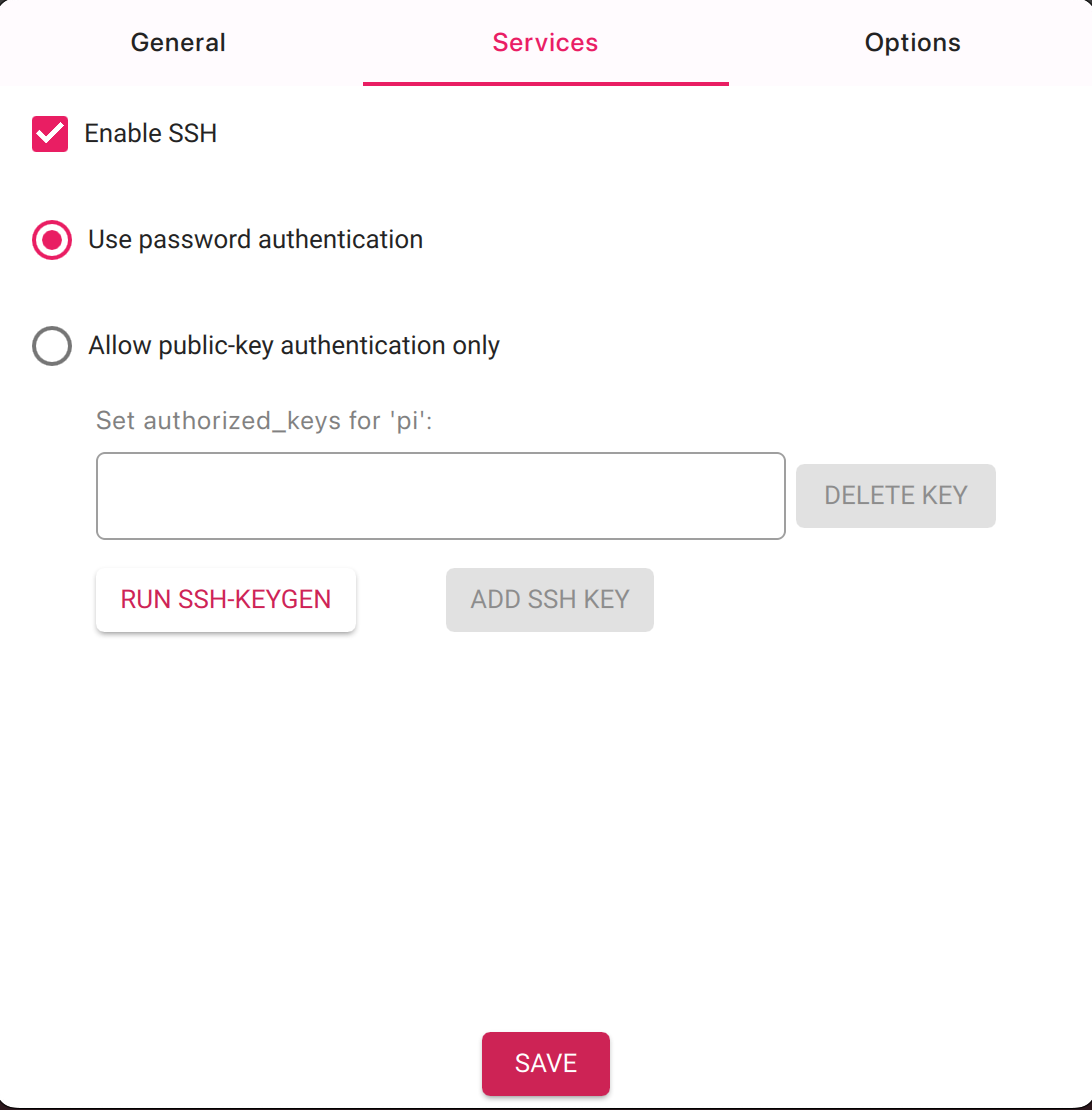 General Services Options
Enable SSH
Use password authentication
Allow public-key authentication only
Set authorized_keys for 'pi':
DELETE KEY
RUN SSH-KEYGEN ADD SSH KEY
SAVE